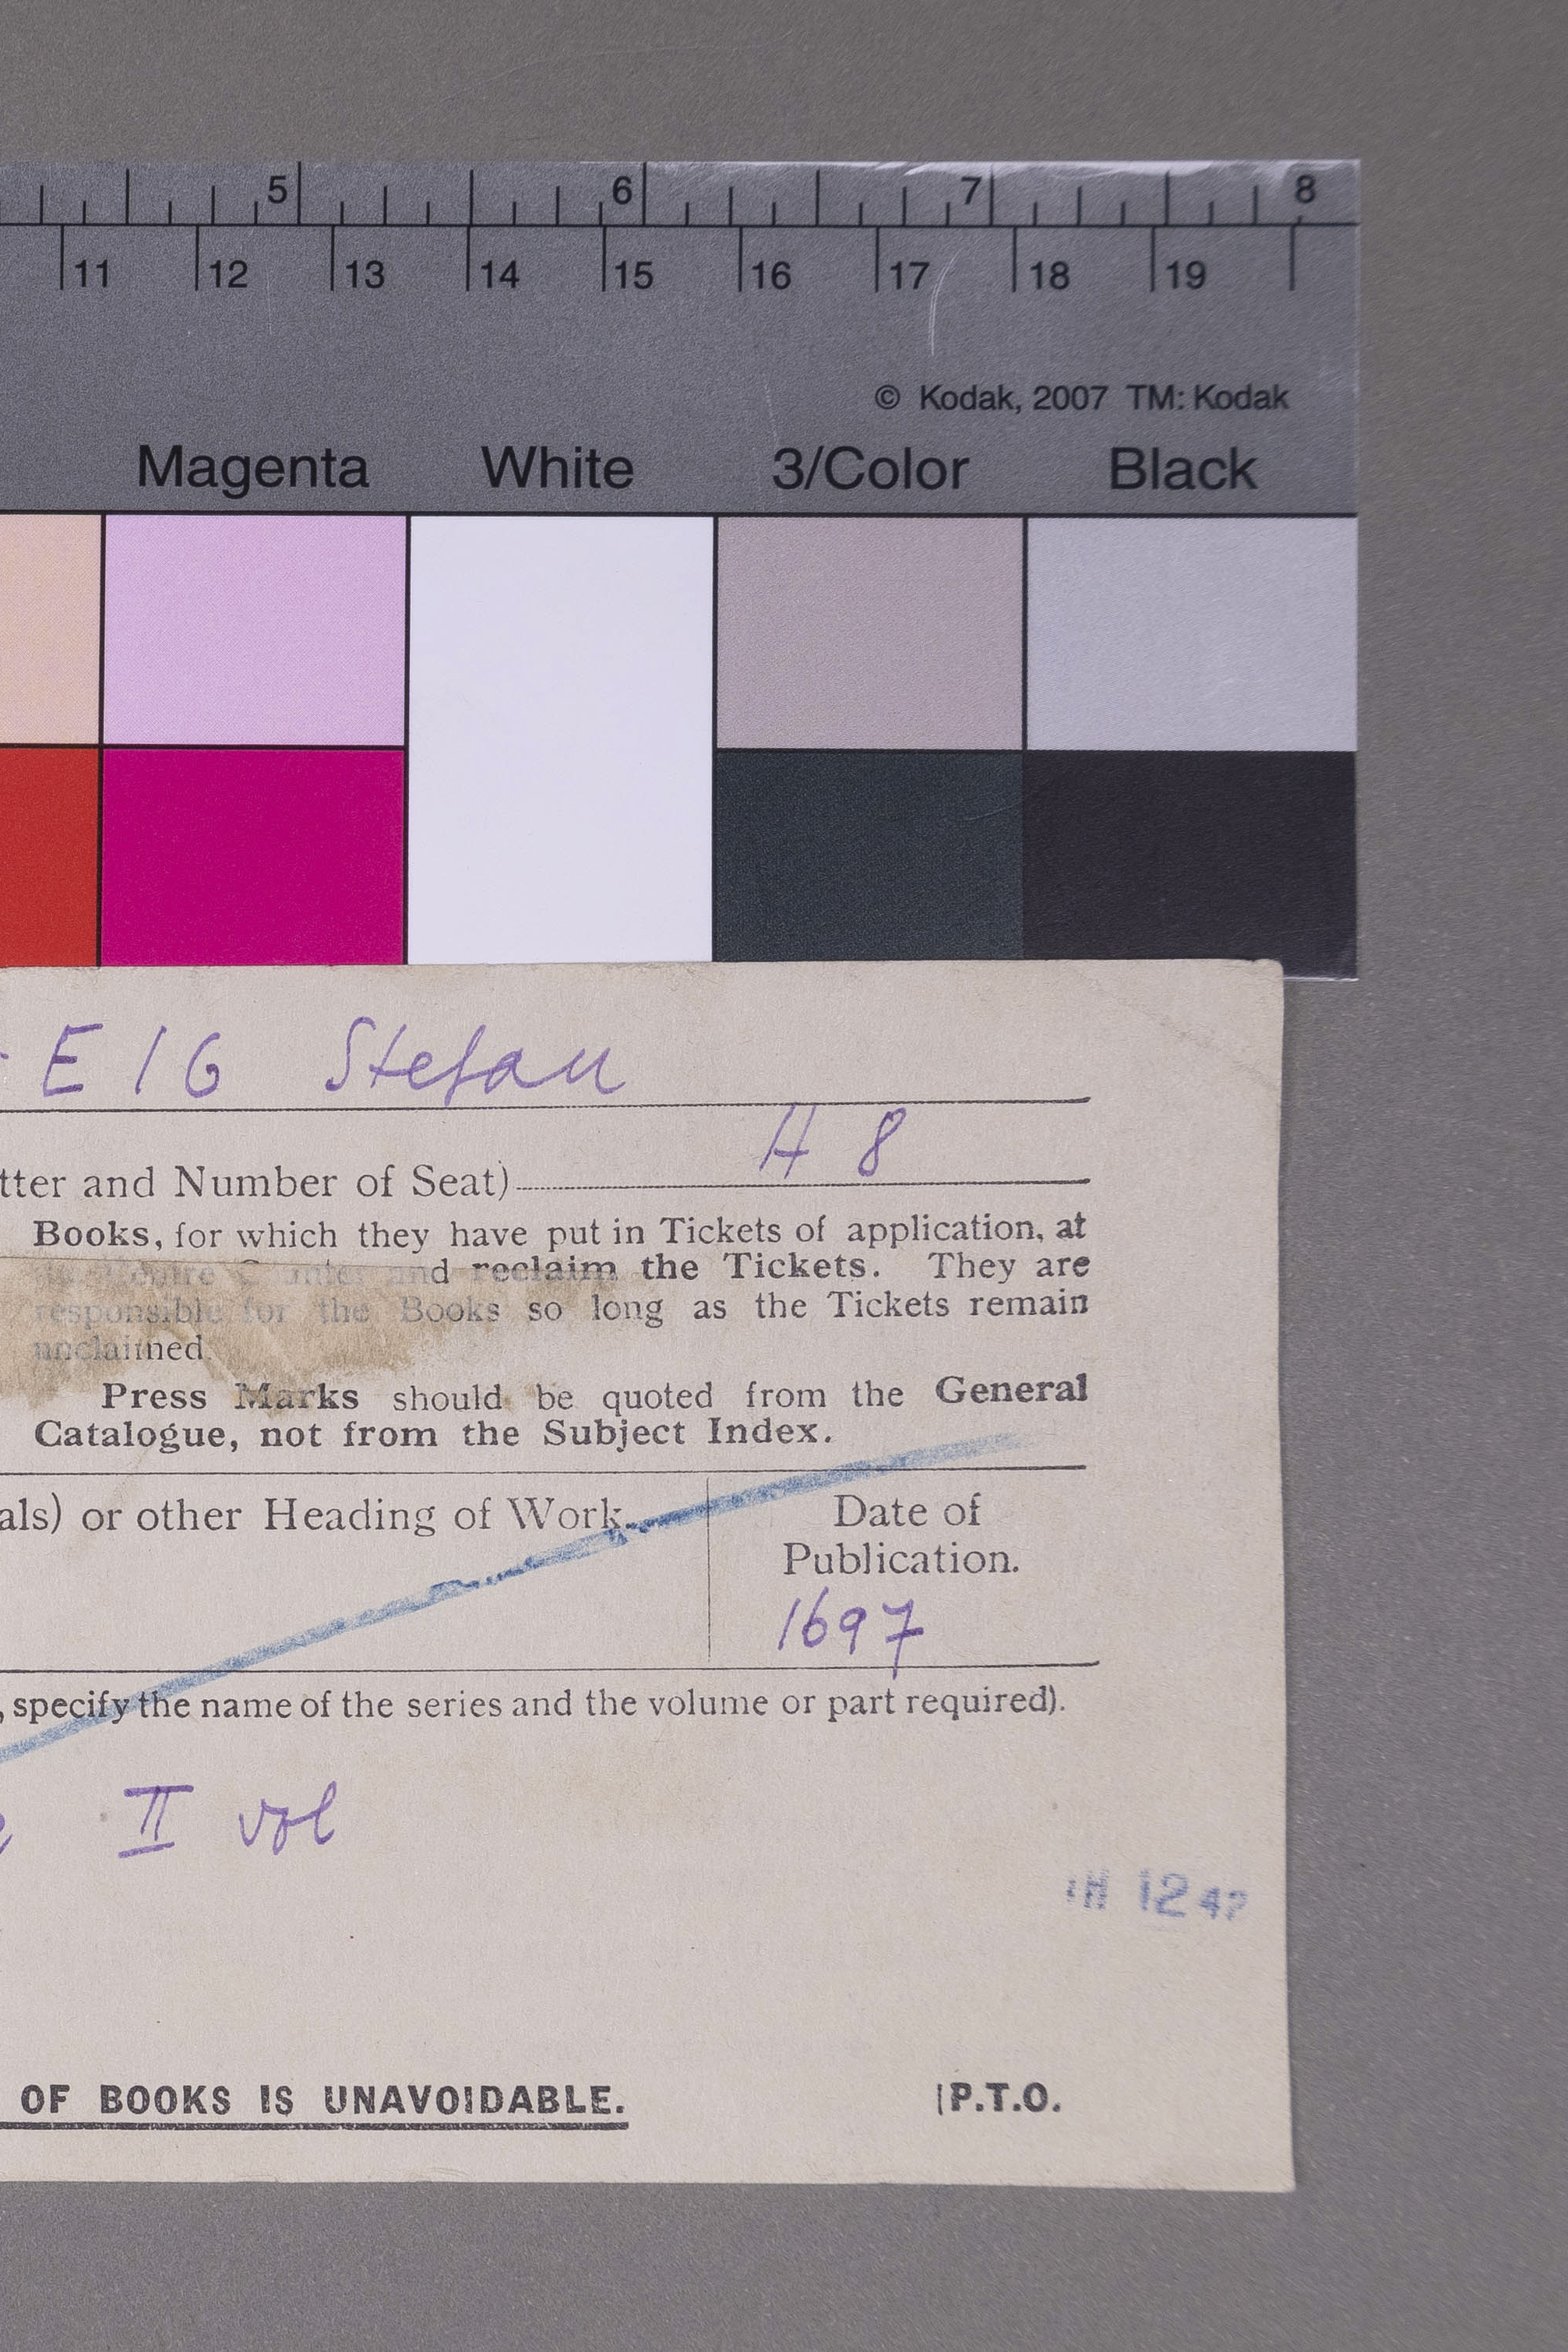 5 6 7 8
11 12 13 14 15 16 17 18 19
© Kodak, 2007 TM: Kodak
Magenta White 3/Color Black
EIG Stefan
tter and Number of Seat) H 8
Books, for which they have put in Tickets of application, at
and reclaim the Tickets. They are
responsible for the Books so long as the Tickets remain
unclaimed.
Press Marks should be quoted from the General
Catalogue, not from the Subject Index.
als) or other Heading of Work.
Date of
Publication.
1697
, specify the name of the series and the volume or part required).
II vol
12 47
OF BOOKS IS UNAVOIDABLE.
P.T.O.